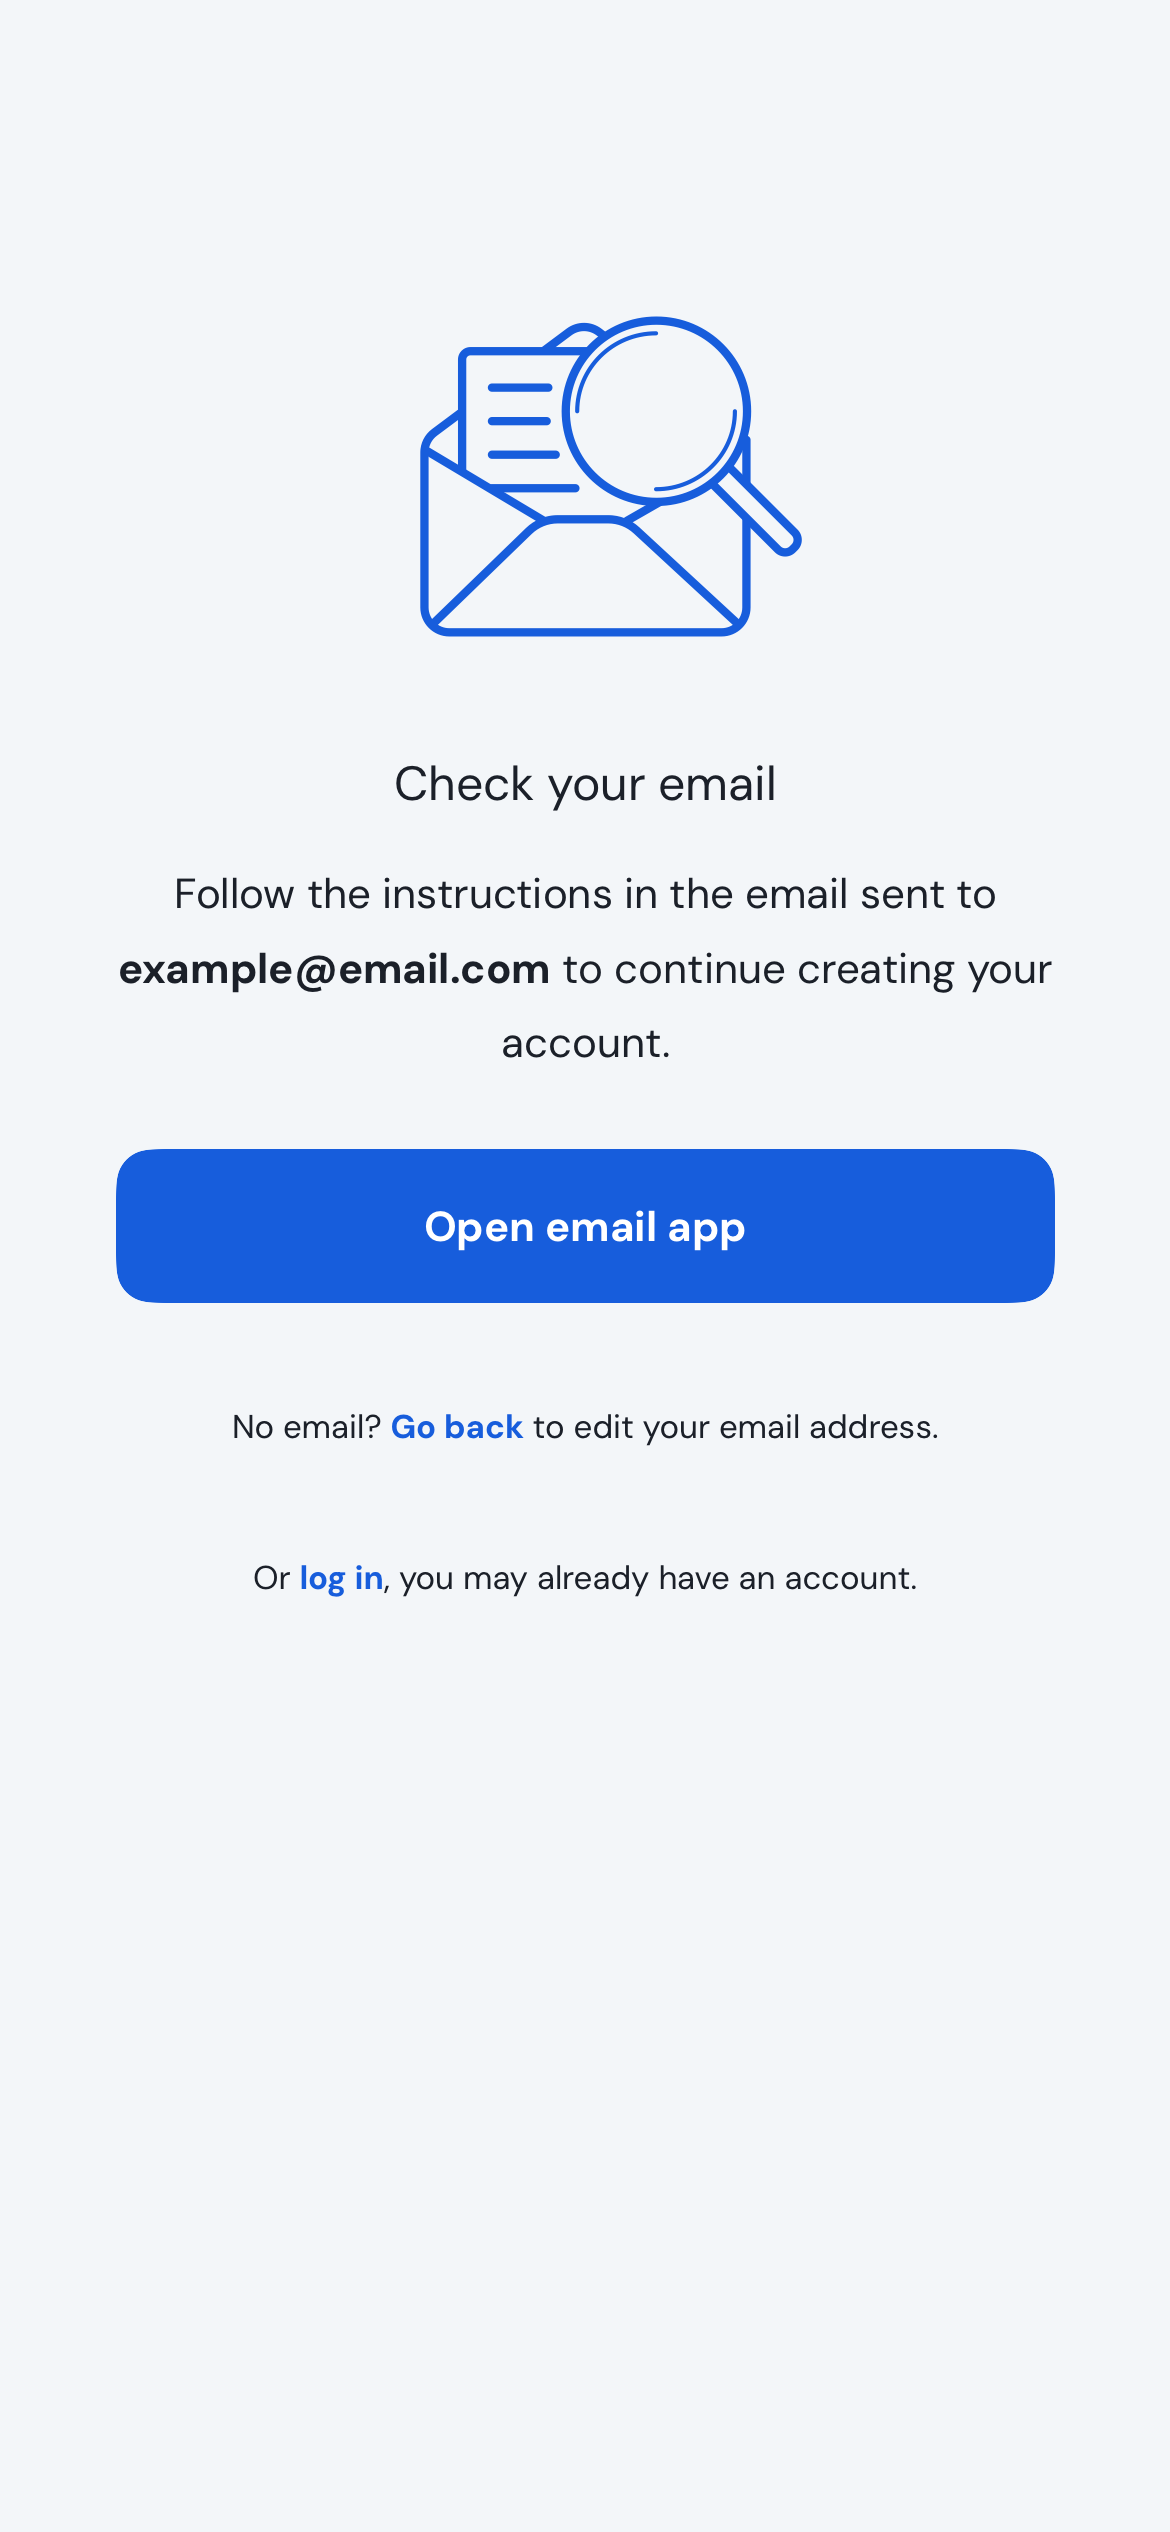 Check your email
Follow the instructions in the email sent to
example@email.com to continue creating your
account.
Open email app
No email? Go back to edit your email address.
Or log in, you may already have an account.